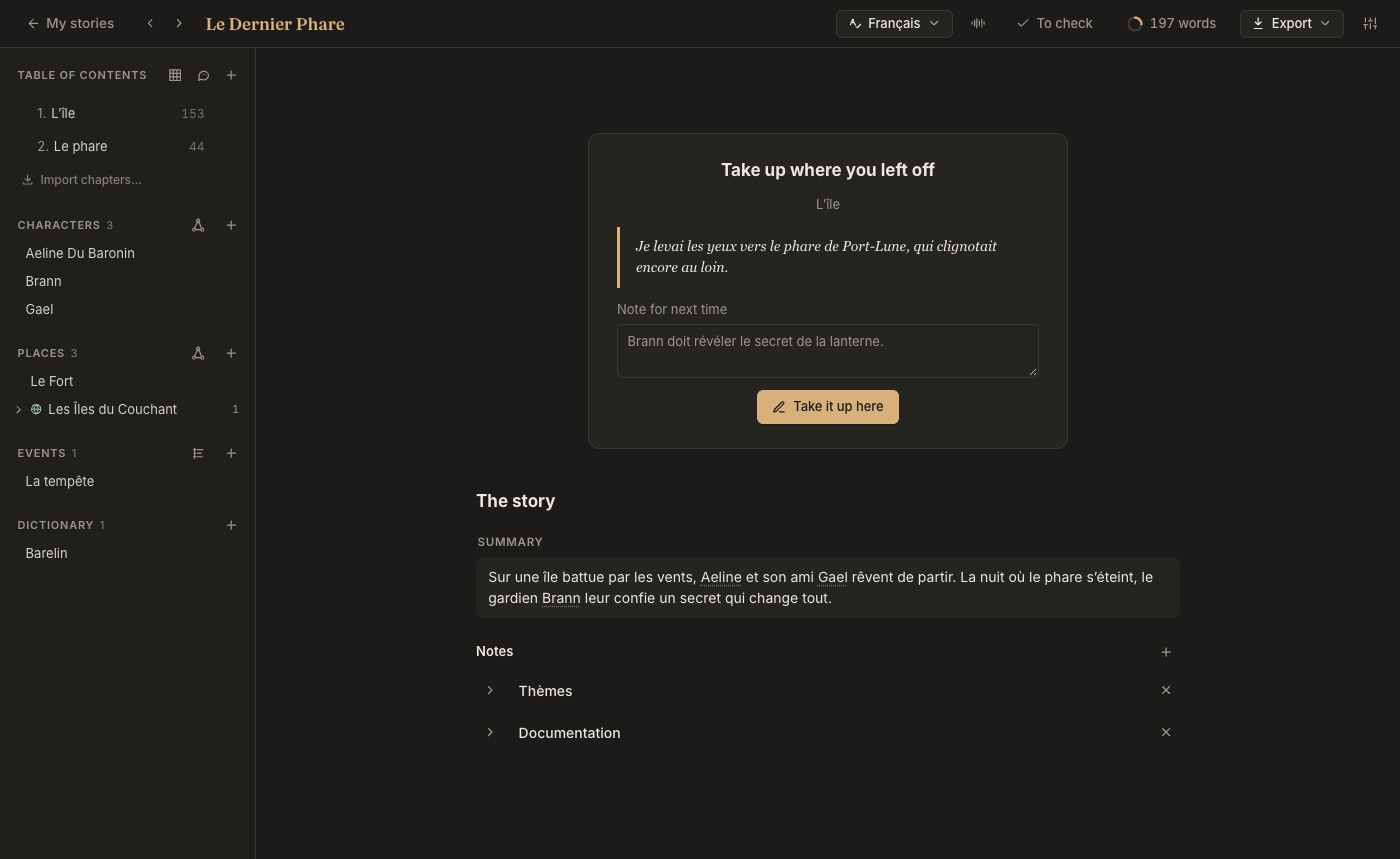 My stories
Le Dernier Phare
Français
To check
197 words
Export
TABLE OF CONTENTS
1. L'île 153
2. Le phare 44
Import chapters...
CHARACTERS 3
Aeline Du Baronin
Brann
Gael
PLACES 3
Le Fort
Les Îles du Couchant 1
EVENTS 1
La tempête
DICTIONARY 1
Barelin
Take up where you left off
L'île
Je levai les yeux vers le phare de Port-Lune, qui clignotait
encore au loin.
Note for next time
Brann doit révéler le secret de la lanterne.
Take it up here
The story
SUMMARY
Sur une île battue par les vents, Aeline et son ami Gael rêvent de partir. La nuit où le phare s’éteint, le
gardien Brann leur confie un secret qui change tout.
Notes
Thèmes
Documentation